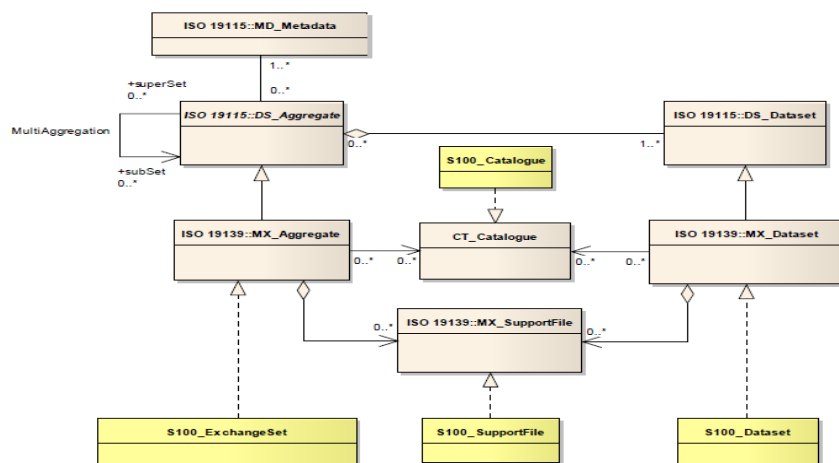 ISO 19115::MD_Metadata
1..*
+superSet
0..*
0..*
ISO 19115::DS_Aggregate
ISO 19115::DS_Dataset
MultiAggregation
0..*
1..*
S100_Catalogue
+subSet
0..*
ISO 19139::MX_Aggregate
CT_Catalogue
ISO 19139::MX_Dataset
0..*
0..*
0..*
0..*
ISO 19139::MX_SupportFile
0..*
0..*
S100_ExchangeSet
S100_SupportFile
S100_Dataset